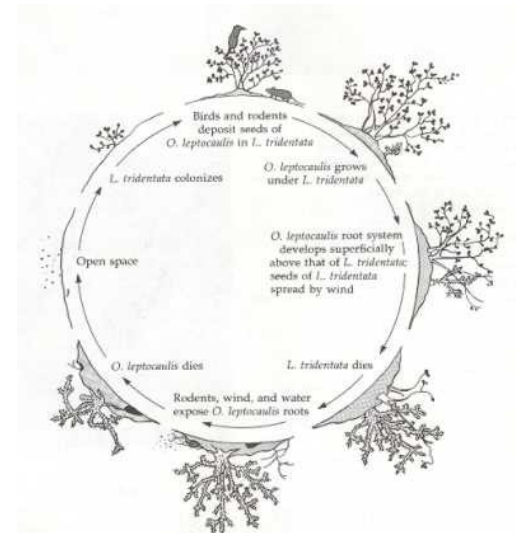 Birds and rodents
deposit seeds of
O. leptocaulis in L. tridentata
O. leptocaulis grows
under L. tridentata
O. leptocaulis root system
develops superficially
above that of L. tridentata;
seeds of L. tridentata
spread by wind
L. tridentata dies
Rodents, wind, and water
expose O. leptocaulis roots
O. leptocaulis dies
Open space
L. tridentata colonizes